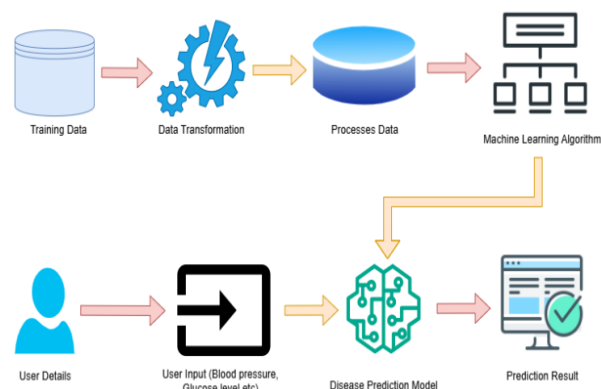 Training Data
Data Transformation
Processes Data
Machine Learning Algorithm
User Details
User Input (Blood pressure,
Glucose level etc)
Disease Prediction Model
Prediction Result